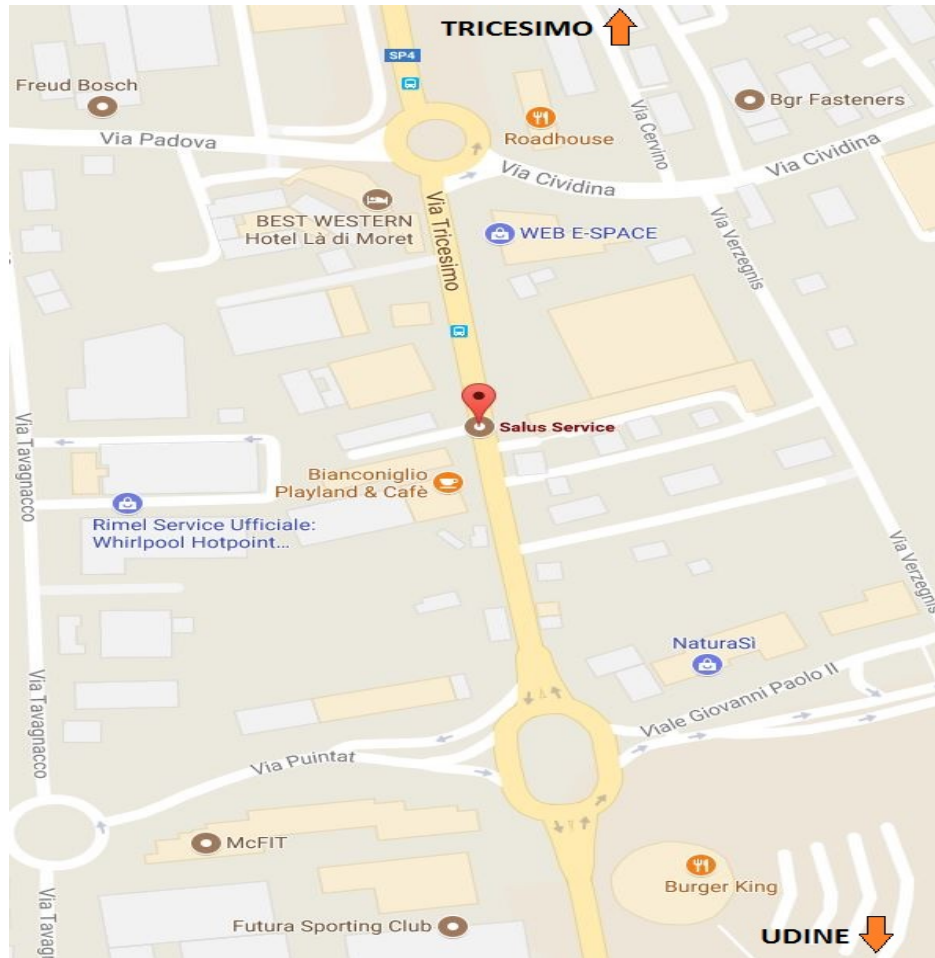 TRICESIMO
SP4
Freud Bosch
Bgr Fasteners
Via Padova
Roadhouse
Via Cervino
Via Cividina
Via Cividina
BEST WESTERN
Hotel Là di Moret
Via Tricesimo
WEB E-SPACE
Via Verzegnis
Salus Service
Via Tavagnacco
Bianconiglio
Playland & Cafè
Rimel Service Ufficiale:
Whirlpool Hotpoint...
Via Verzegnis
NaturaSì
Via Tavagnacco
Viale Giovanni Paolo II
Via Puintat
McFIT
Burger King
Via Tavagn
Futura Sporting Club
UDINE